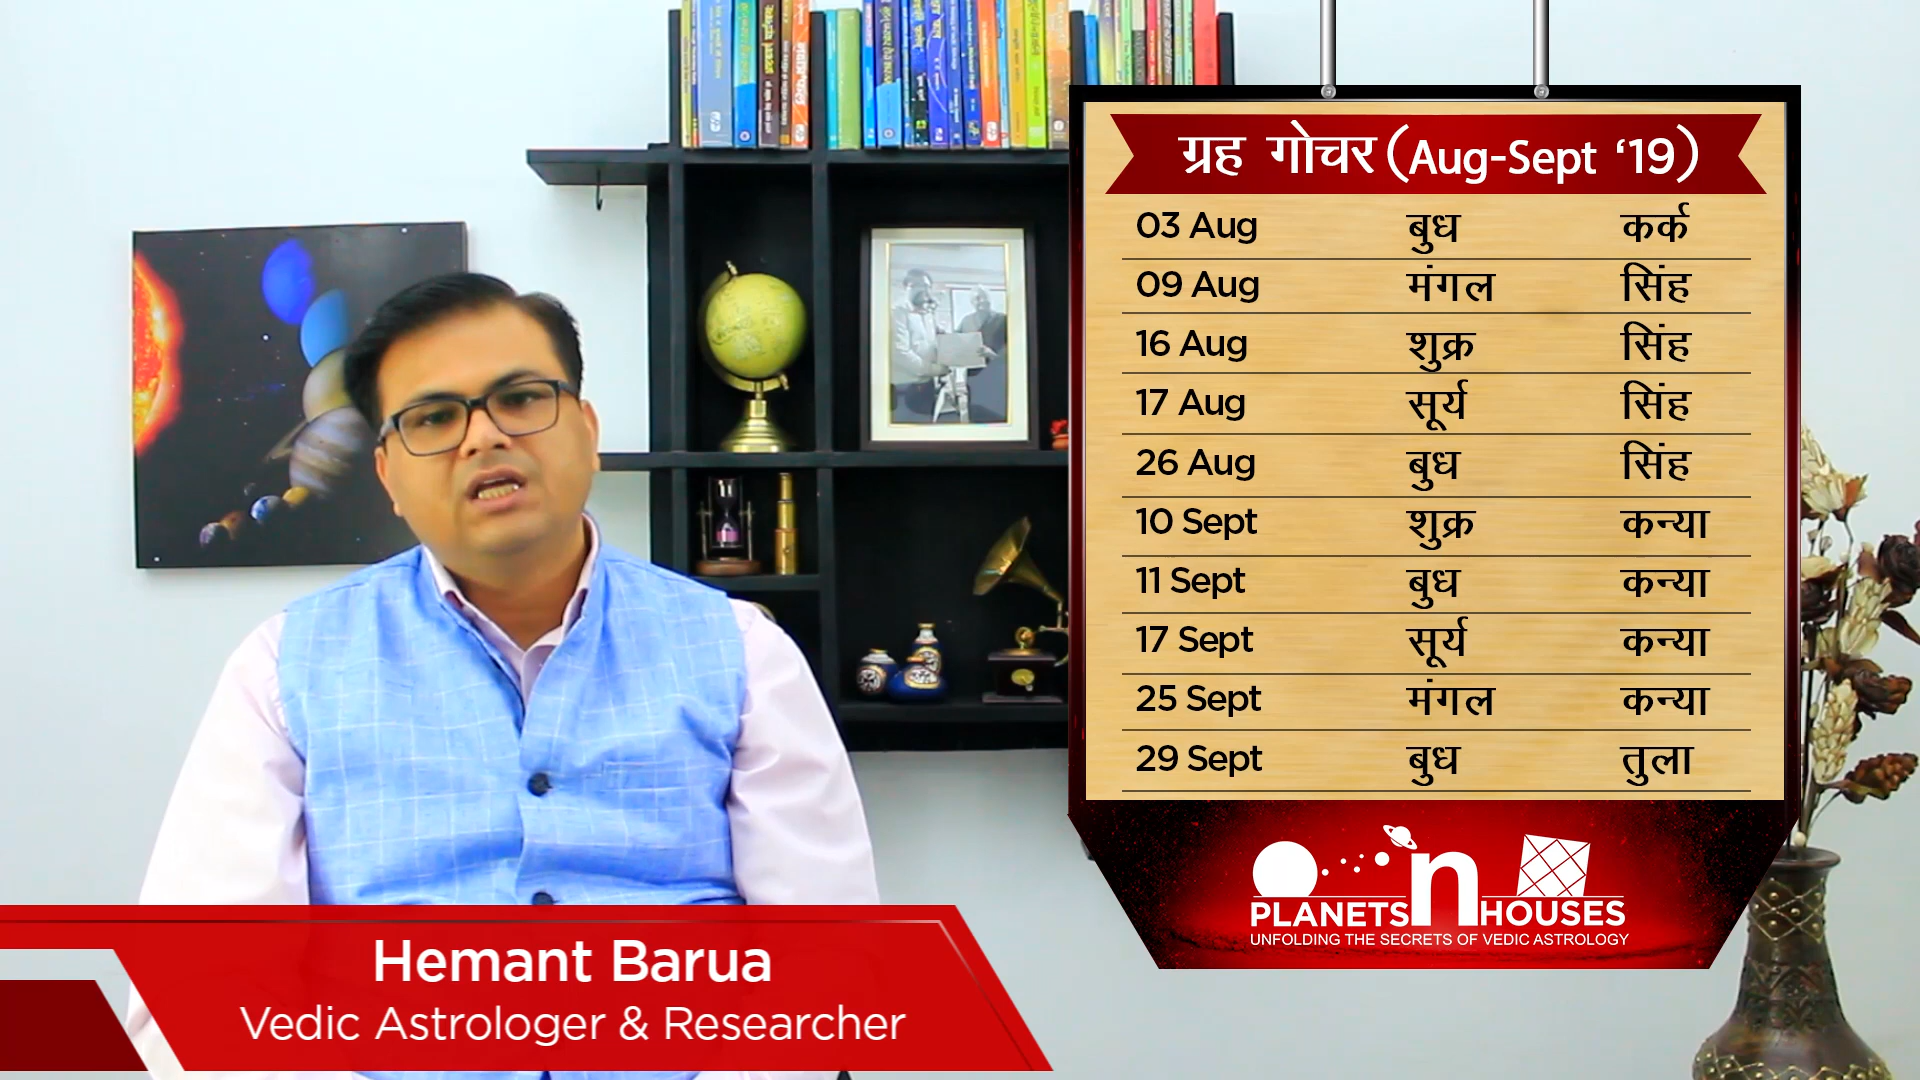 ग्रह गोचर (Aug-Sept ‘19)
03 Aug बुध कर्क
09 Aug मंगल सिंह
16 Aug शुक्र सिंह
17 Aug सूर्य सिंह
26 Aug बुध सिंह
10 Sept शुक्र कन्या
11 Sept बुध कन्या
17 Sept सूर्य कन्या
25 Sept मंगल कन्या
29 Sept बुध तुला
PLANETS n HOUSES
UNFOLDING THE SECRETS OF VEDIC ASTROLOGY
Hemant Barua
Vedic Astrologer & Researcher